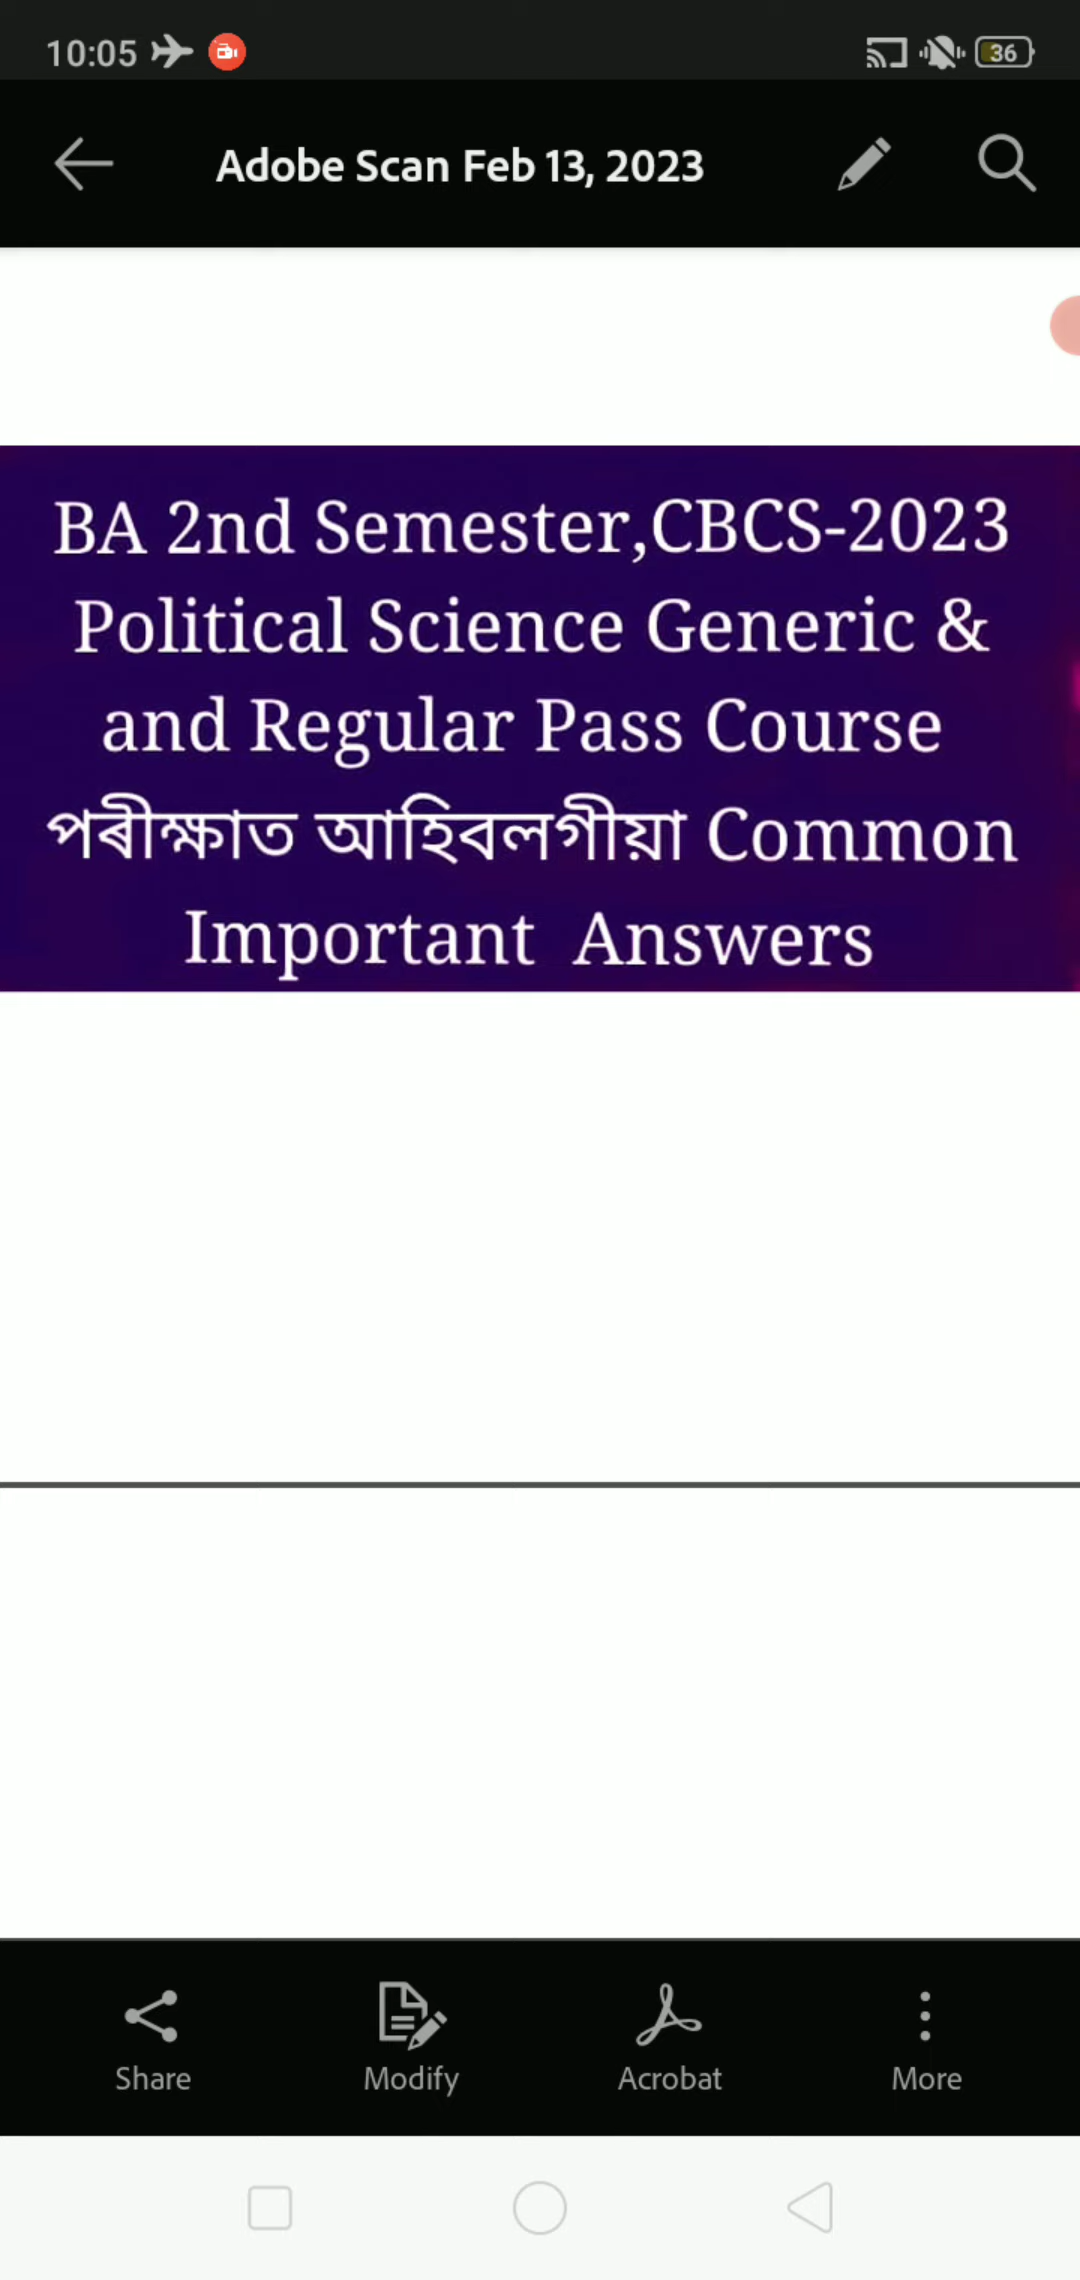 10:05
36
Adobe Scan Feb 13, 2023
BA 2nd Semester,CBCS-2023
Political Science Generic &
and Regular Pass Course
পৰীক্ষাত আহিবলগীয়া Common
Important Answers
Share Modify Acrobat More